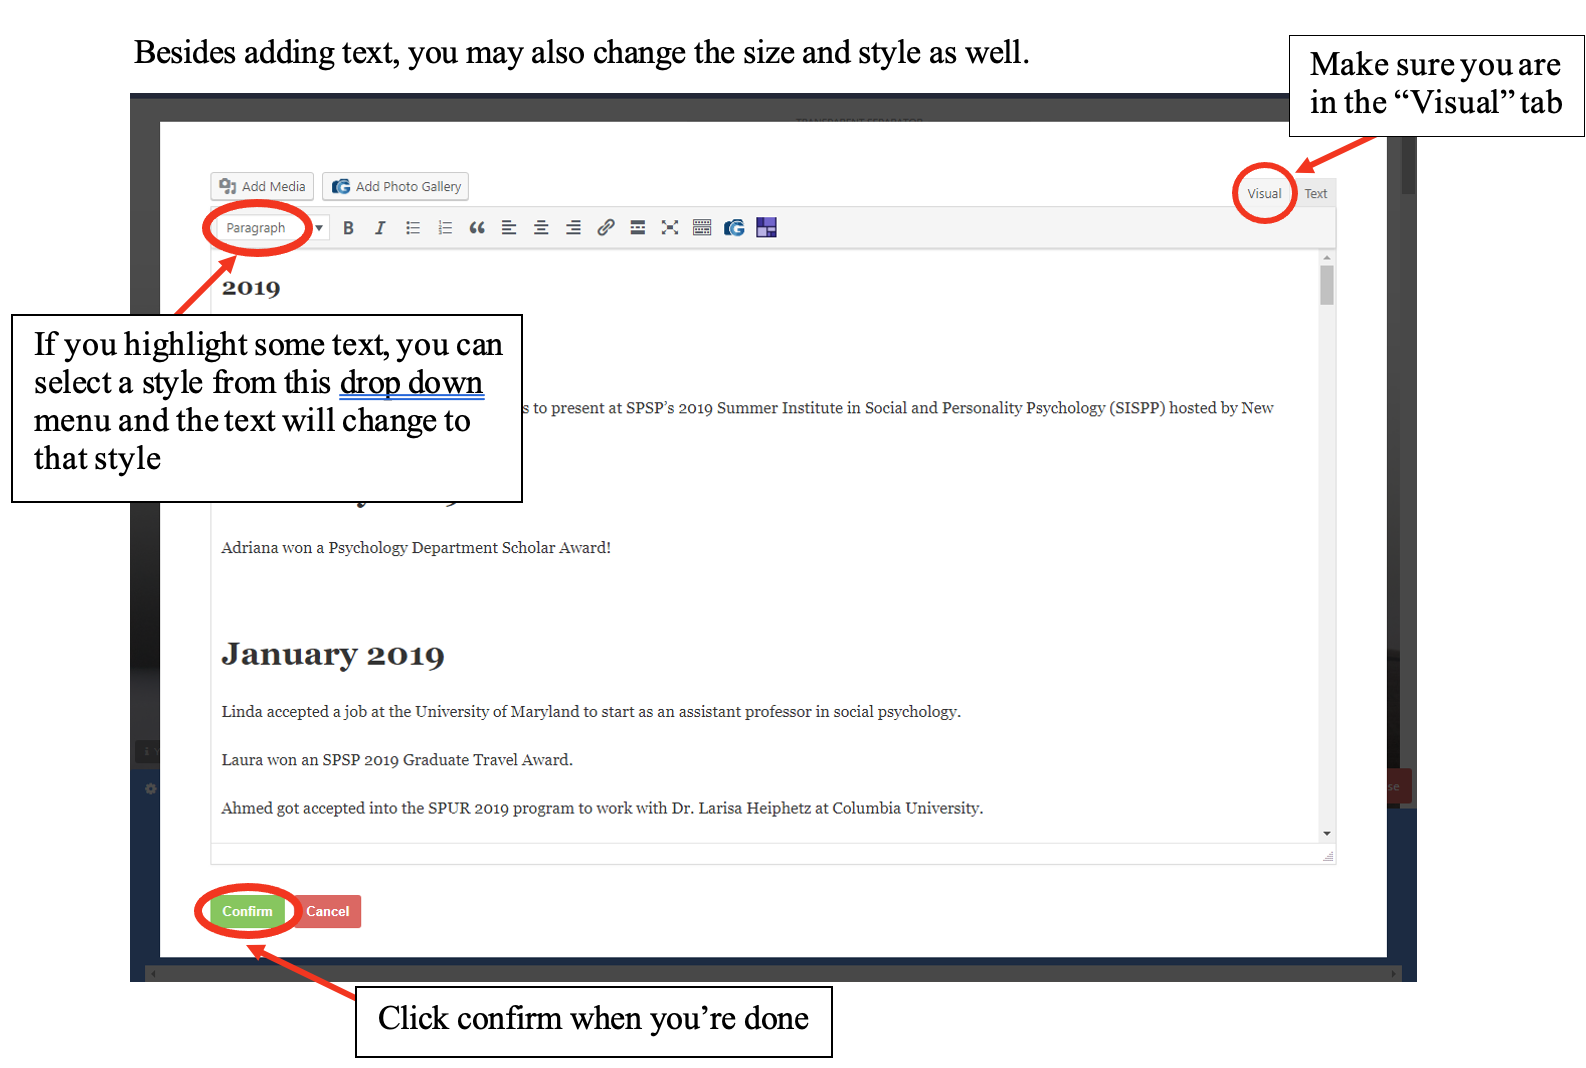 Besides adding text, you may also change the size and style as well.
Make sure you are
in the “Visual” tab
TRANSPARENT SEPARATOR
Add Media
Add Photo Gallery
Visual
Text
Paragraph
B I
2019
If you highlight some text, you can
select a style from this drop down
menu and the text will change to
that style
s to present at SPSP’s 2019 Summer Institute in Social and Personality Psychology (SISPP) hosted by New
Adriana won a Psychology Department Scholar Award!
January 2019
Linda accepted a job at the University of Maryland to start as an assistant professor in social psychology.
Laura won an SPSP 2019 Graduate Travel Award.
Ahmed got accepted into the SPUR 2019 program to work with Dr. Larisa Heiphetz at Columbia University.
se
Confirm
Cancel
Click confirm when you’re done